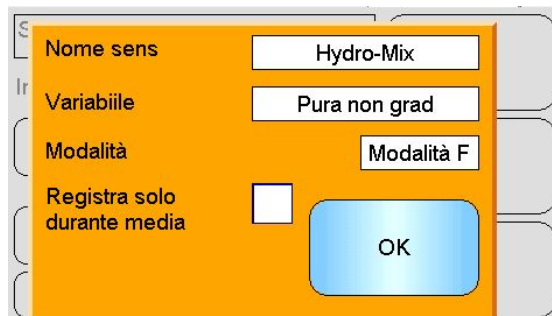 Nome sens
Hydro-Mix
Variabiile
Pura non grad
Modalità
Modalità F
Registra solo
durante media
OK